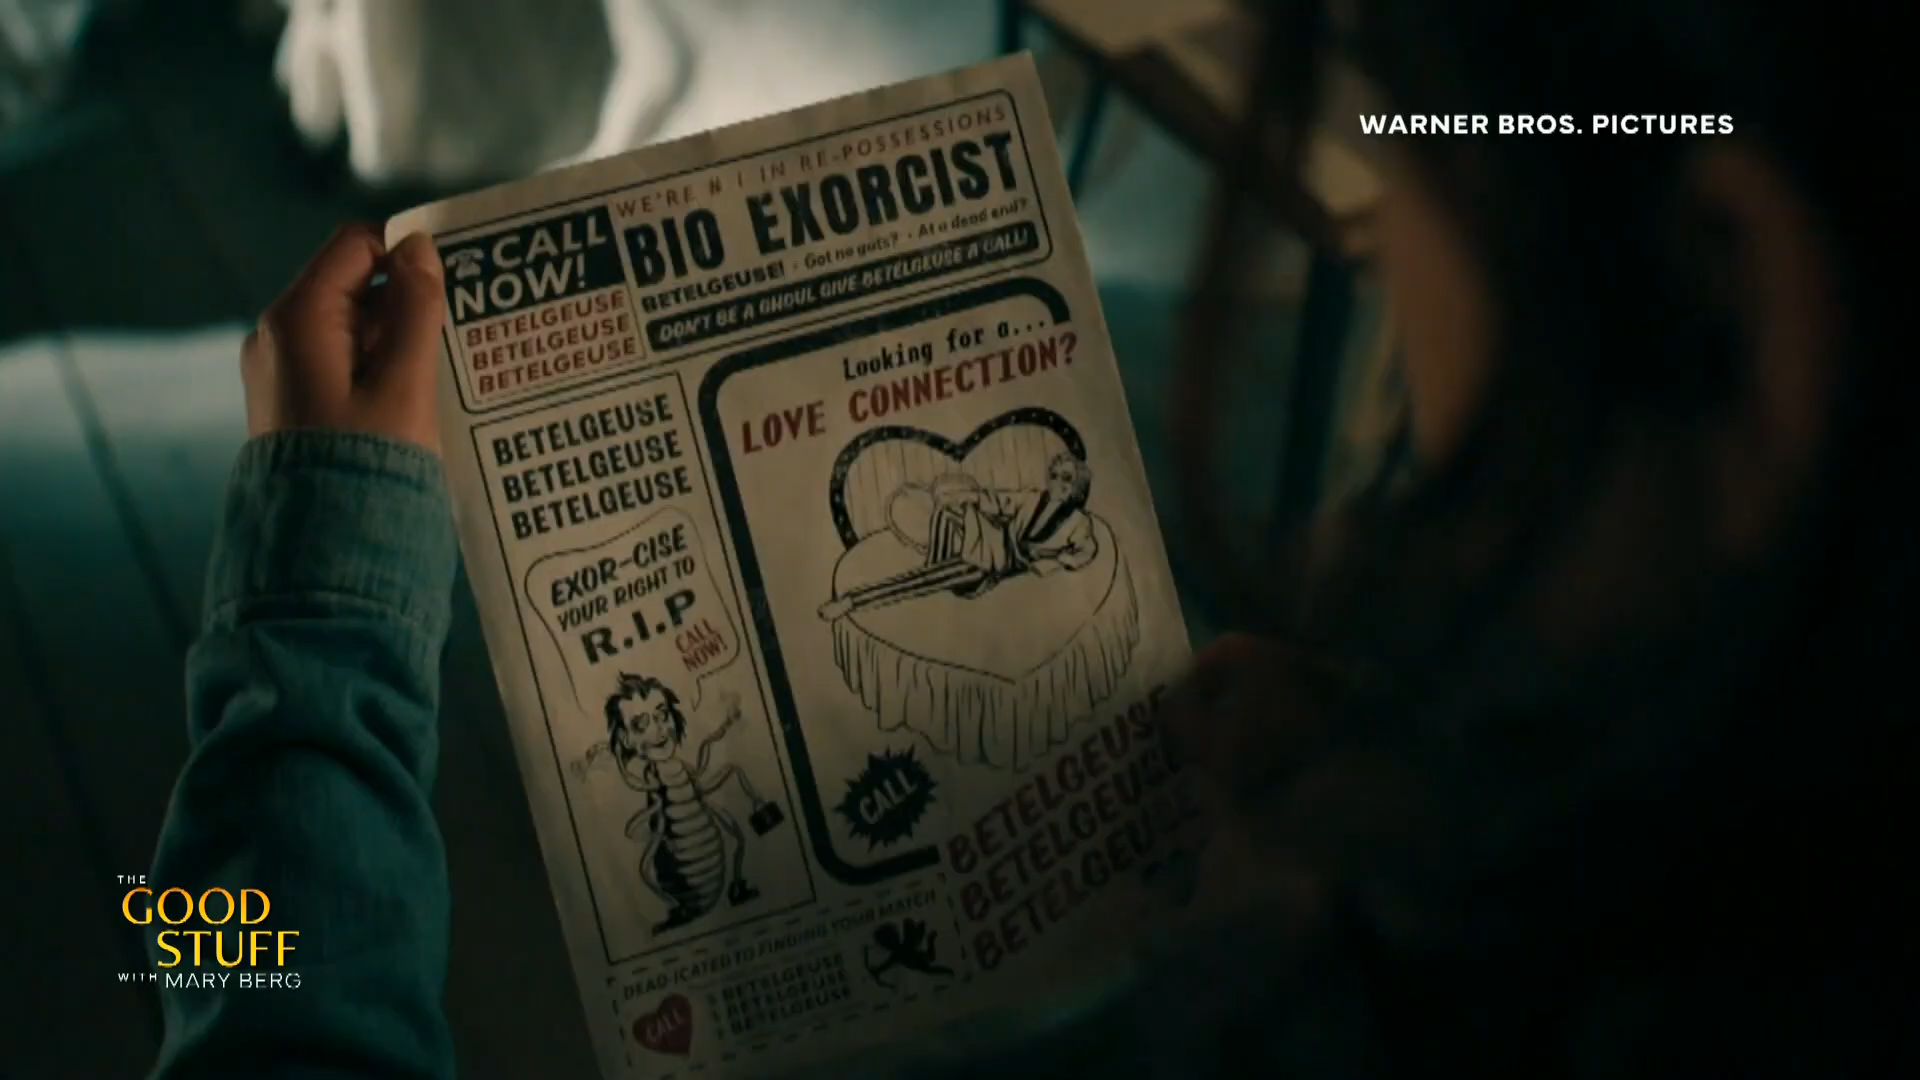 WARNER BROS. PICTURES
WE'RE # 1 IN RE-POSSESSIONS
BIO EXORCIST
CALL
NOW!
BETELGEUSE
BETELGEUSE
BETELGEUSE
BETELGEUSE! · Got no guts? · At a dead end?
DON'T BE A GHOUL GIVE BETELGEUSE A CALL!
BETELGEUSE
BETELGEUSE
BETELGEUSE
EXOR-CISE
YOUR RIGHT TO
R.I.P
CALL
NOW!
Looking for a...
LOVE CONNECTION?
CALL
BETELGEUSE
BETELGEUSE
BETELGEUSE
DEAD-ICATED TO FINDING YOUR MATCH
CALL
BETELGEUSE
BETELGEUSE
BETELGEUSE
THE
GOOD
STUFF
WITH MARY BERG